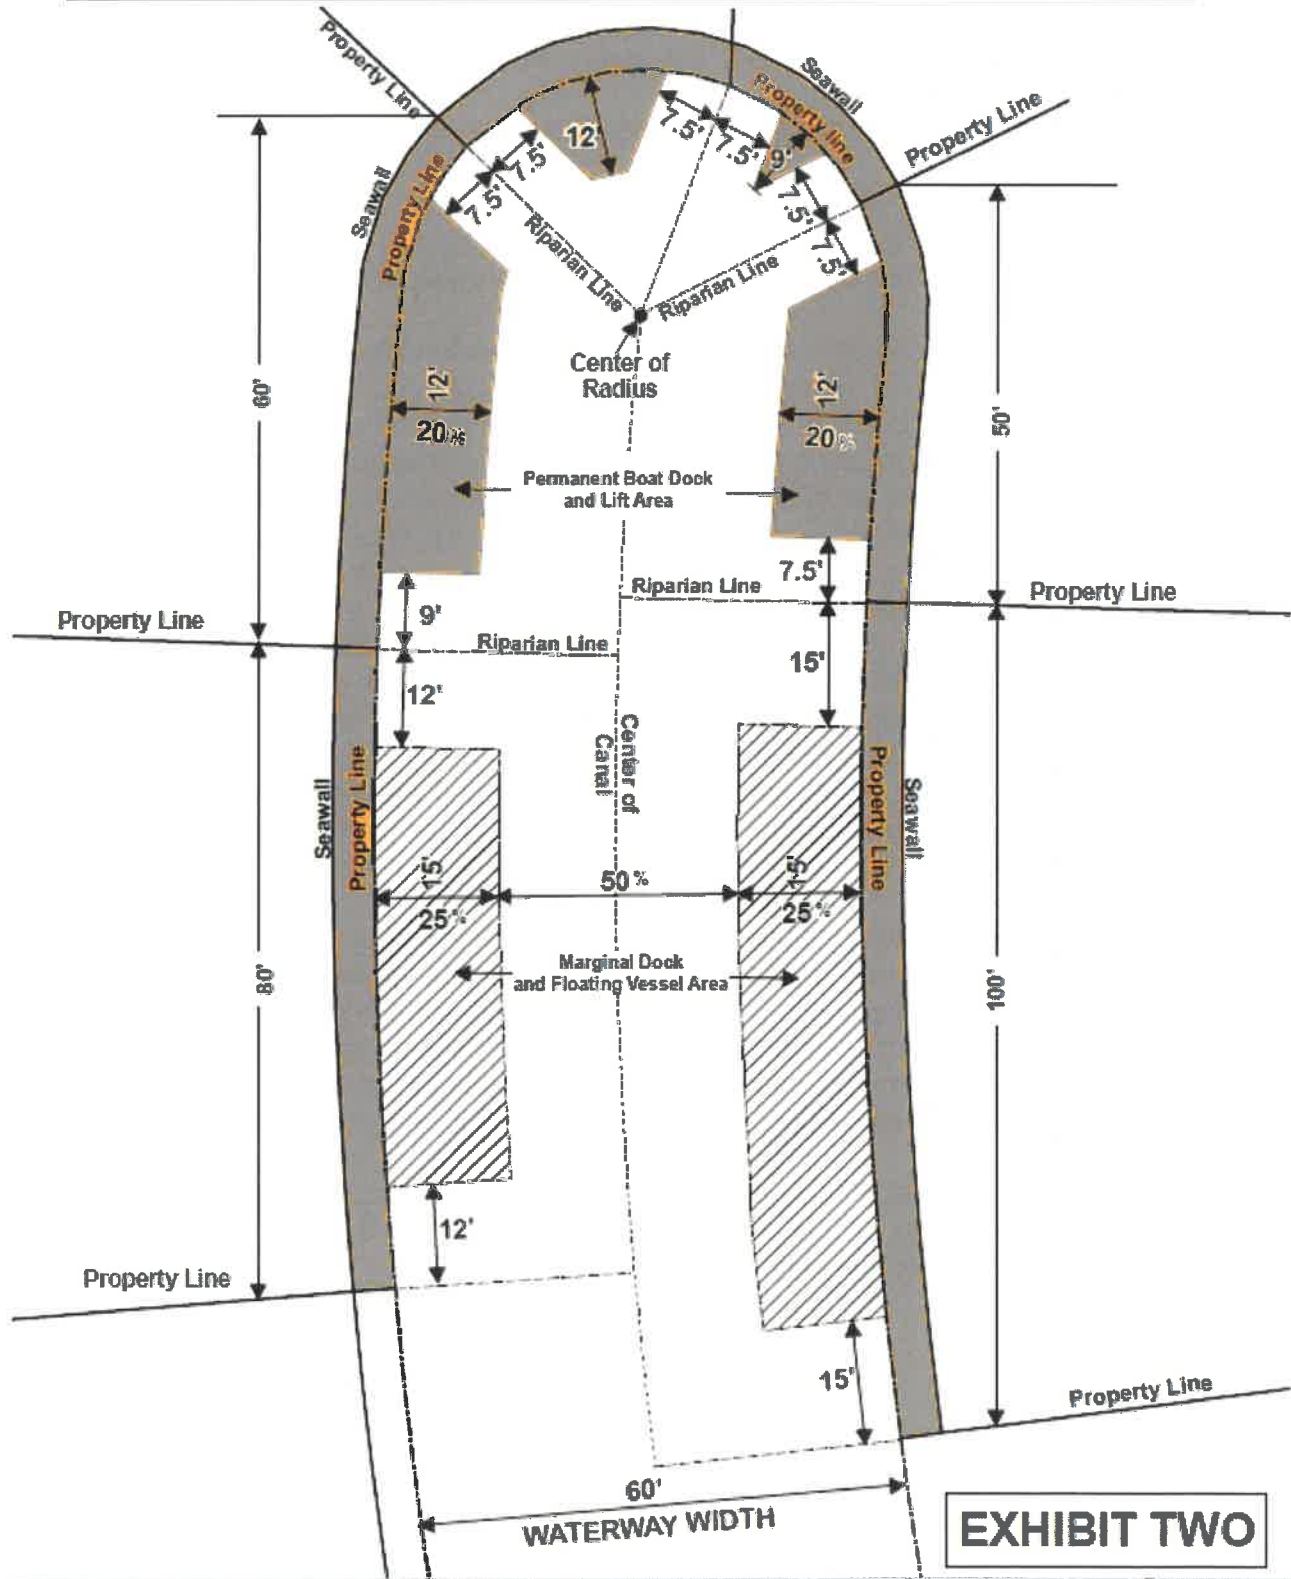 Property Line
Seawall
Property line
Property Line
12'
7.5'
7.5'
9'
7.5'
7.5'
7.5'
7.5'
Seawall
Property Line
Riparian Line
Riparian Line
Center of
Radius
60'
12'
20%
12'
20%
50'
Permanent Boat Dock
and Lift Area
7.5'
Riparian Line
Property Line
Property Line
9'
Riparian Line
15'
12'
Center of
Canal
Seawall
Property Line
Property Line
Seawall
15'
25%
50%
15'
25%
80'
Marginal Dock
and Floating Vessel Area
100'
12'
Property Line
15'
Property Line
60'
WATERWAY WIDTH
EXHIBIT TWO